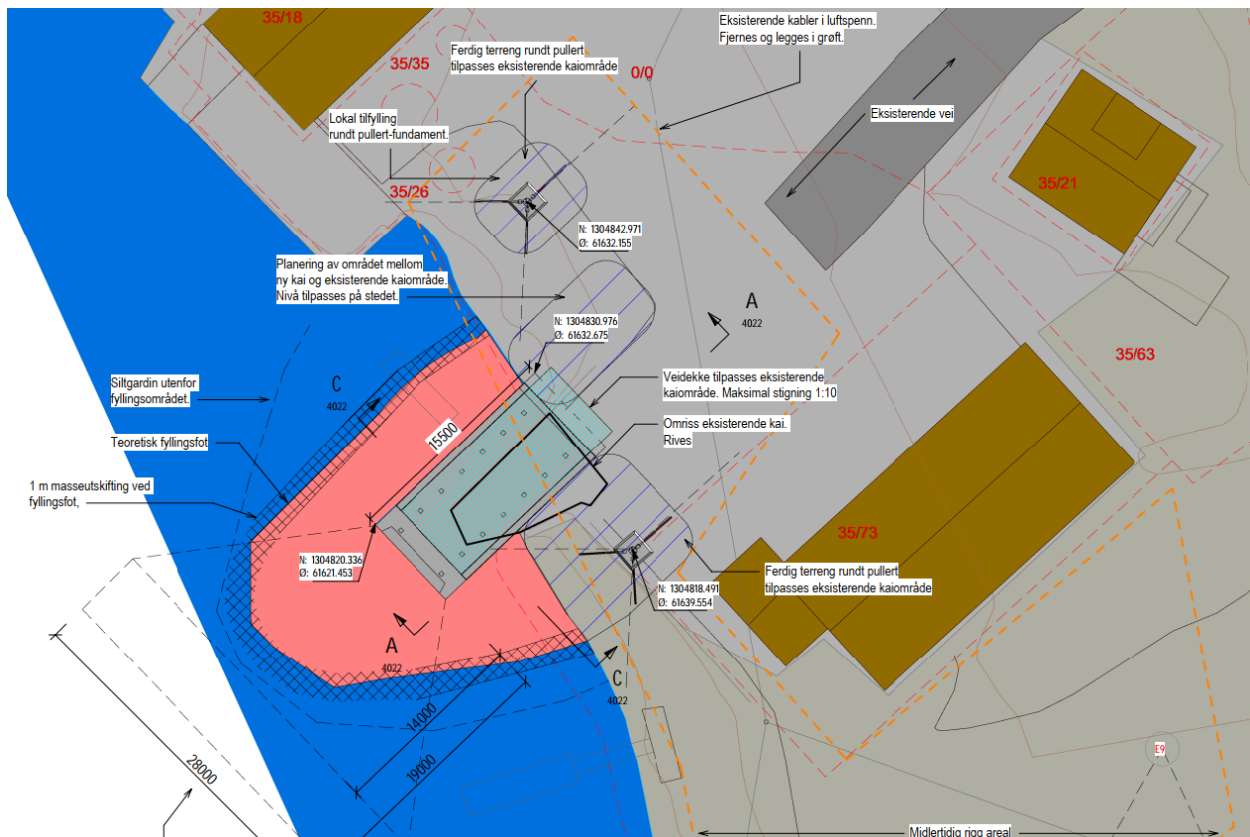 35/18
Eksisterende kabler i luftspenn.
Fjernes og legges i grøft.
Ferdig terreng rundt pullert
tilpasses eksisterende kaiområde
35/35
0/0
Lokal tilfylling
rundt pullert-fundament.
Eksisterende vei
35/26
35/21
N: 1304842.971
Ø: 61632.155
Planering av området mellom
ny kai og eksisterende kaiområde.
Nivå tilpasses på stedet.
A
4022
N: 1304830.976
Ø: 61632.675
35/63
Siltgardin utenfor
fyllingsområdet.
C
4022
Veidekke tilpasses eksisterende
kaiområde. Maksimal stigning 1:10
15500
Omriss eksisterende kai.
Rives
Teoretisk fyllingsfot
1 m masseutskifting ved
fyllingsfot,
35/73
N: 1304820.336
Ø: 61621.453
Ferdig terreng rundt pullert
tilpasses eksisterende kaiområde
N: 1304818.491
Ø: 61639.554
A
4022
C
4022
14000
19000
28000
E9
Midlertidig rigg areal